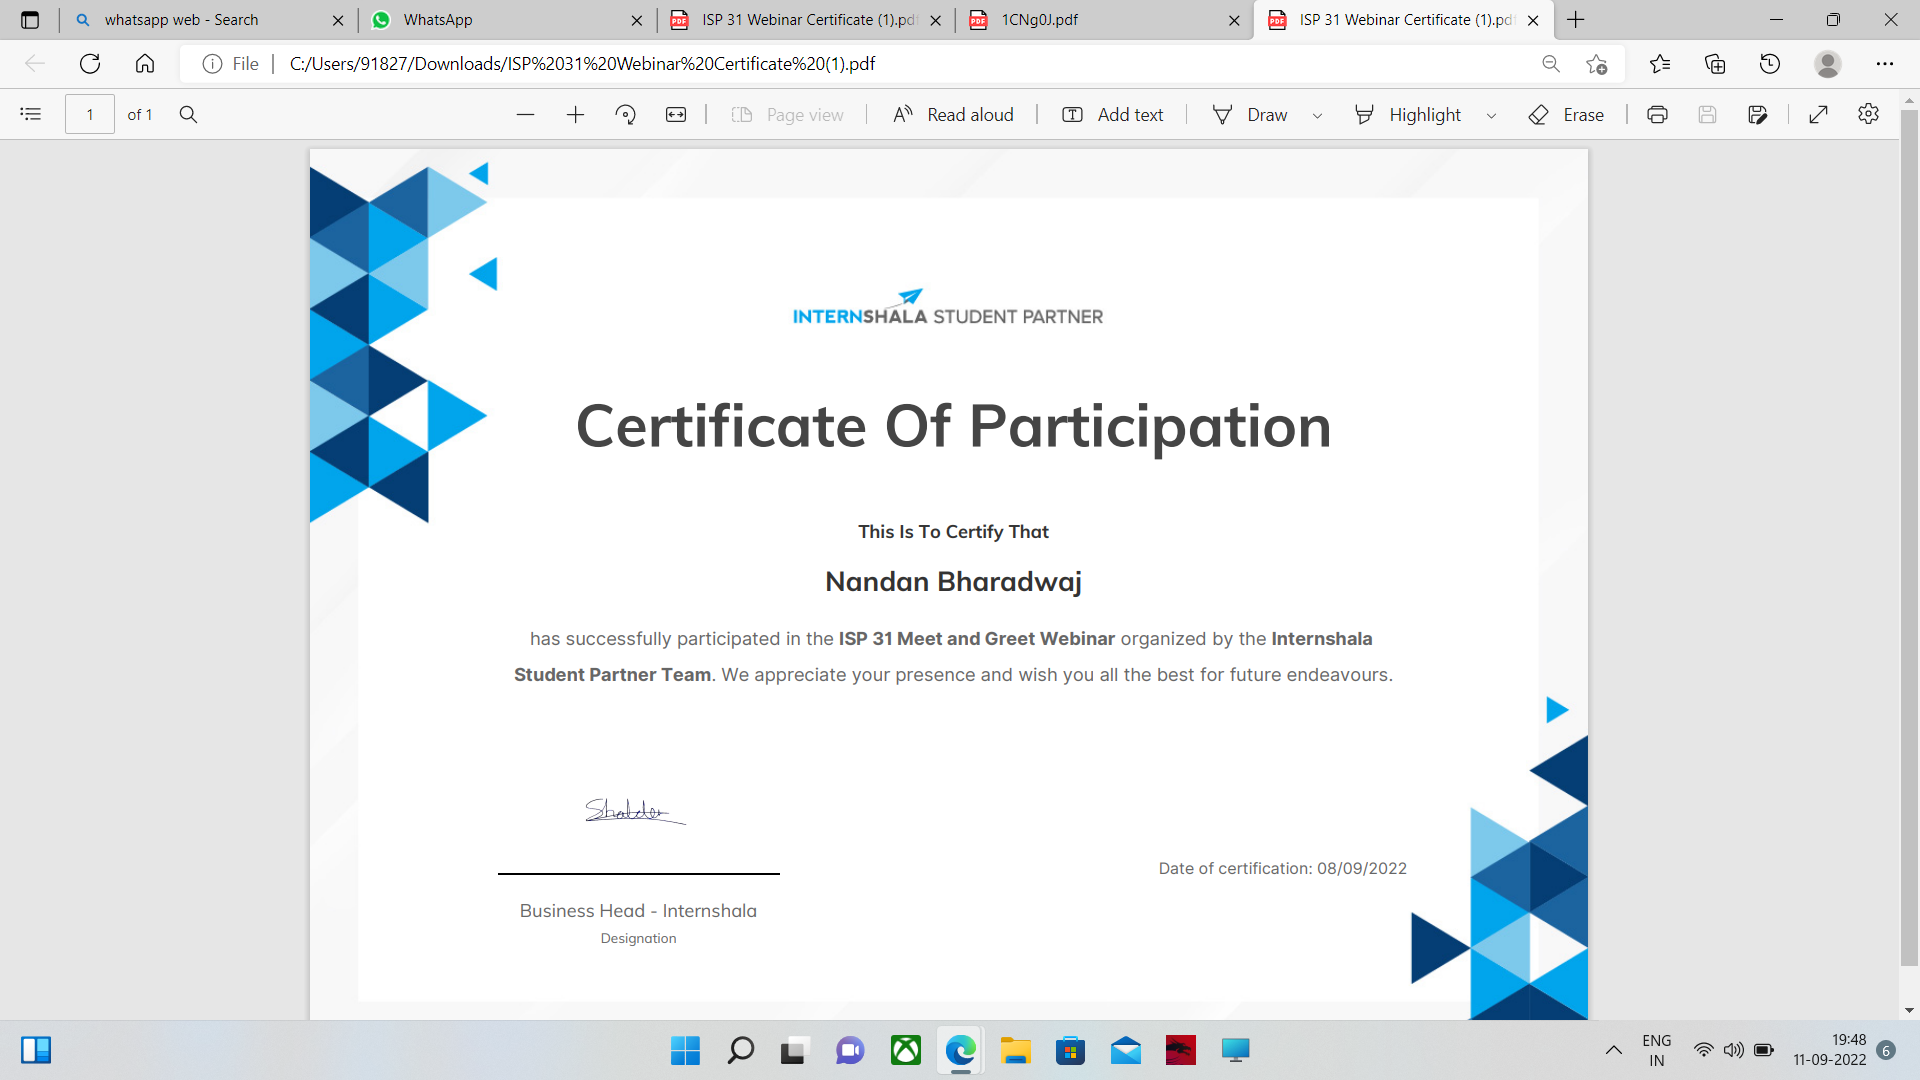 whatsapp web - Search
WhatsApp
ISP 31 Webinar Certificate (1).pdf
1CNg0J.pdf
ISP 31 Webinar Certificate (1).pdf
File
C:/Users/91827/Downloads/ISP%2031%20Webinar%20Certificate%20(1).pdf
1
of 1
Page view
Read aloud
Add text
Draw
Highlight
Erase
INTERNSHALA STUDENT PARTNER
Certificate Of Participation
This Is To Certify That
Nandan Bharadwaj
has successfully participated in the ISP 31 Meet and Greet Webinar organized by the Internshala
Student Partner Team. We appreciate your presence and wish you all the best for future endeavours.
Date of certification: 08/09/2022
Business Head - Internshala
Designation
ENG
IN
19:48
11-09-2022
6